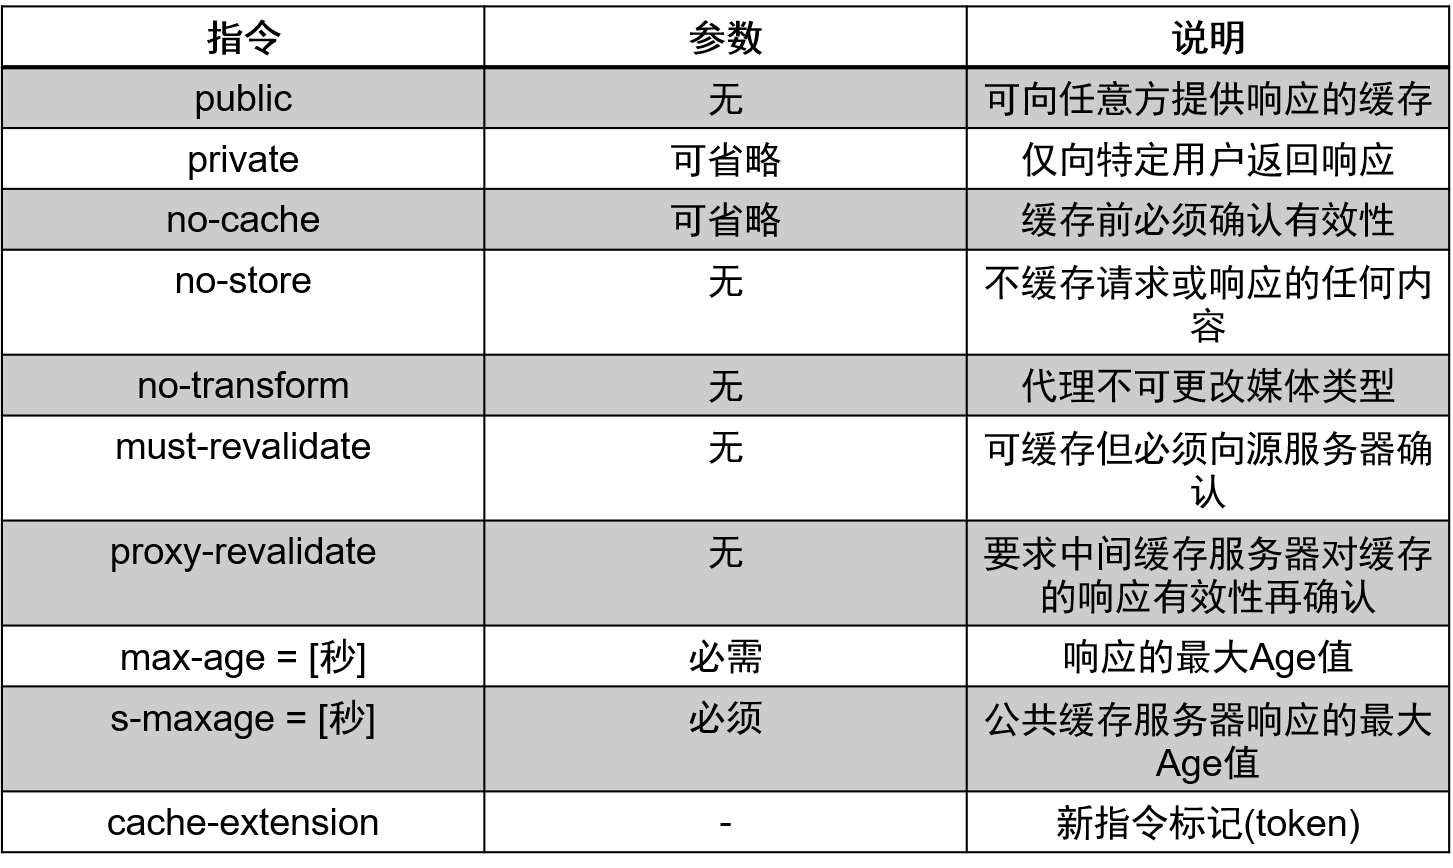 指令 参数 说明
public 无 可向任意方提供响应的缓存
private 可省略 仅向特定用户返回响应
no-cache 可省略 缓存前必须确认有效性
no-store 无 不缓存请求或响应的任何内
容
no-transform 无 代理不可更改媒体类型
must-revalidate 无 可缓存但必须向源服务器确
认
proxy-revalidate 无 要求中间缓存服务器对缓存
的响应有效性再确认
max-age = [秒] 必需 响应的最大Age值
s-maxage = [秒] 必须 公共缓存服务器响应的最大
Age值
cache-extension - 新指令标记(token)